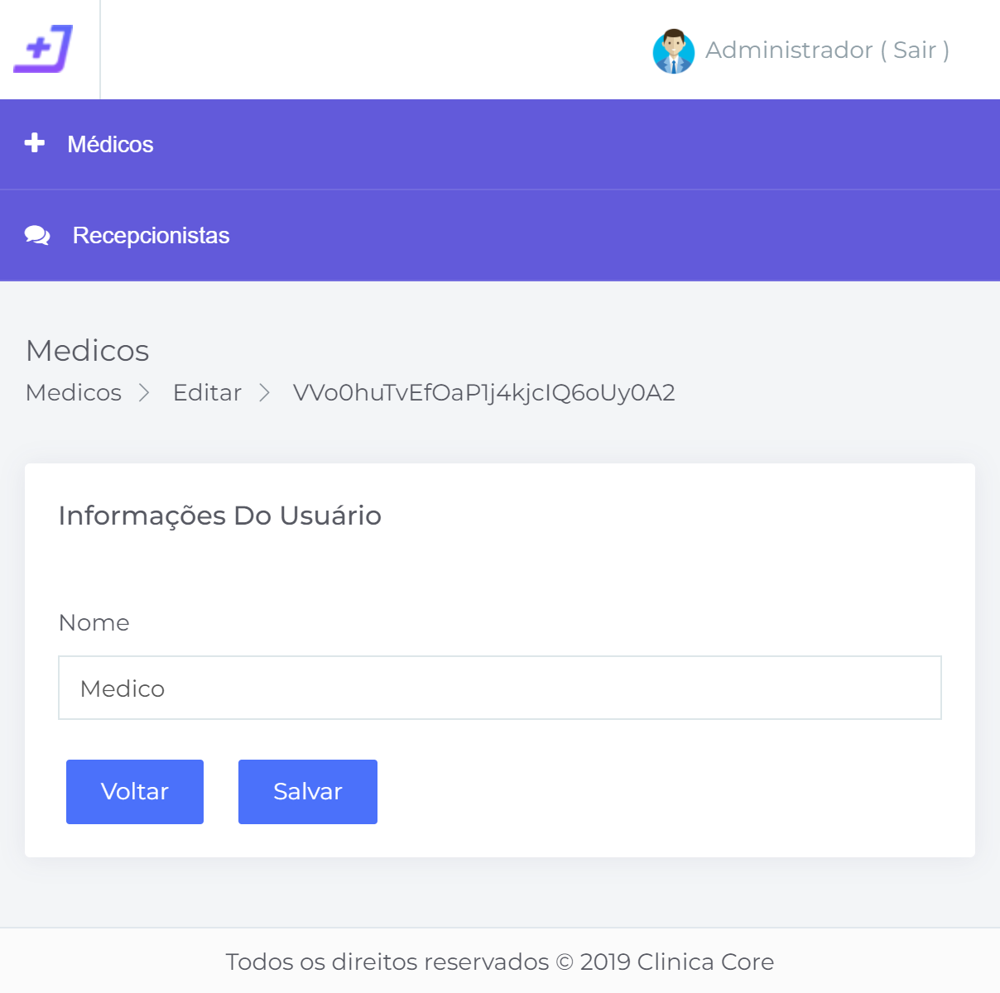 Administrador ( Sair )
Médicos
Recepcionistas
Medicos
Medicos Editar VVo0huTvEfOaP1j4kjcIQ6oUy0A2
Informações Do Usuário
Nome
Medico
Voltar Salvar
Todos os direitos reservados © 2019 Clinica Core